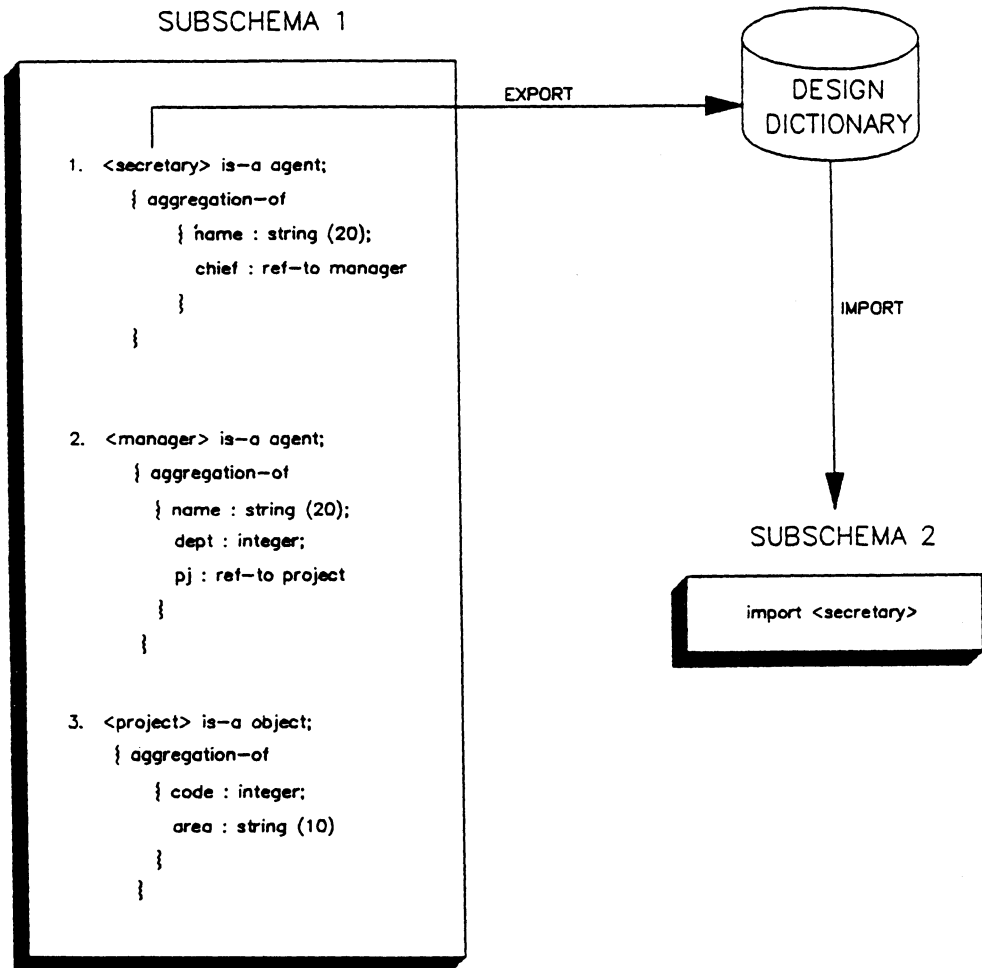 SUBSCHEMA 1
EXPORT
DESIGN
DICTIONARY
1. <secretary> is-a agent;
{ aggregation-of
{ name : string (20);
chief : ref-to manager
}
}
IMPORT
2. <manager> is-a agent;
{ aggregation-of
{ name : string (20);
dept : integer;
pj : ref-to project
}
}
SUBSCHEMA 2
import <secretary>
3. <project> is-a object;
{ aggregation-of
{ code : integer;
area : string (10)
}
}